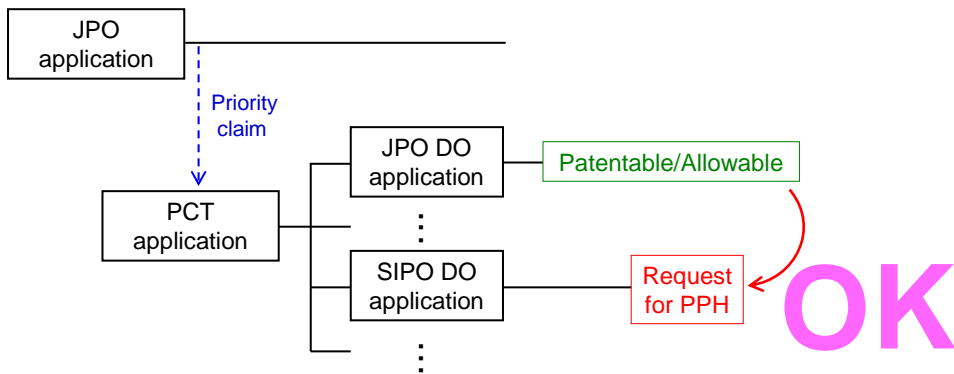 JPO
application
Priority
claim
JPO DO
application
Patentable/Allowable
PCT
application
⋮
SIPO DO
application
Request
for PPH
OK
⋮